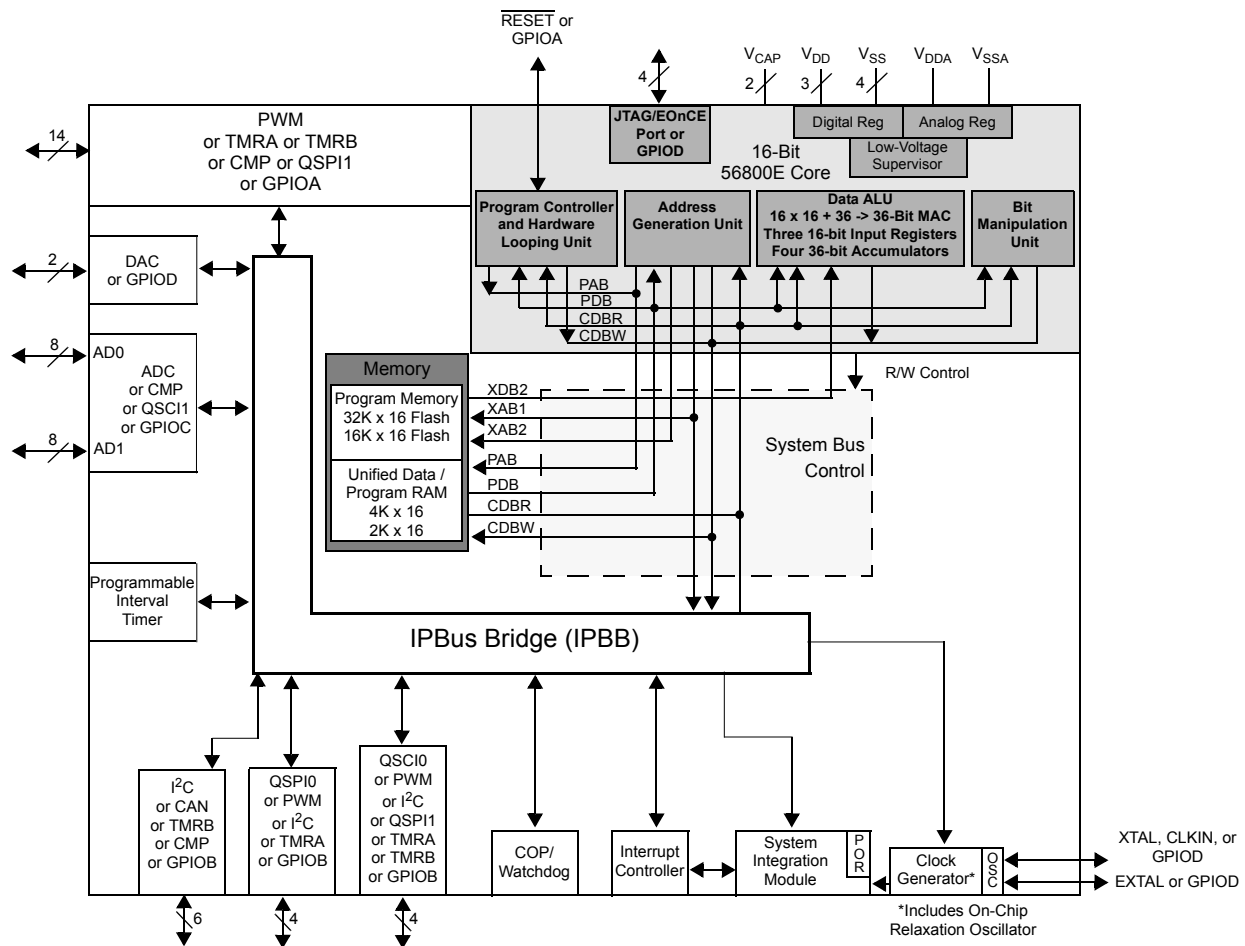 RESET or
GPIOA
4
VCAP
VDD
VSS
VDDA
VSSA
2
3
4
14
PWM
or TMRA or TMRB
or CMP or QSPI1
or GPIOA
JTAG/EOnCE
Port or
GPIOD
Digital Reg
Analog Reg
Low-Voltage
Supervisor
16-Bit
56800E Core
Program Controller
and Hardware
Looping Unit
Address
Generation Unit
Data ALU
16 x 16 + 36 -> 36-Bit MAC
Three 16-bit Input Registers
Four 36-bit Accumulators
Bit
Manipulation
Unit
2
DAC
or GPIOD
PAB
PDB
CDBR
CDBW
8
AD0
ADC
or CMP
or QSCI1
or GPIOC
8
AD1
Memory
Program Memory
32K x 16 Flash
16K x 16 Flash
Unified Data /
Program RAM
4K x 16
2K x 16
XDB2
XAB1
XAB2
PAB
PDB
CDBR
CDBW
R/W Control
System Bus
Control
Programmable
Interval
Timer
IPBus Bridge (IPBB)
I2C
or CAN
or TMRB
or CMP
or GPIOB
QSPI0
or PWM
or I2C
or TMRA
or GPIOB
QSCI0
or PWM
or I2C
or QSPI1
or TMRA
or TMRB
or GPIOB
COP/
Watchdog
Interrupt
Controller
System
Integration
Module
POR
Clock
Generator*
OSC
XTAL, CLKIN, or
GPIOD
EXTAL or GPIOD
*Includes On-Chip
Relaxation Oscillator
6
4
4